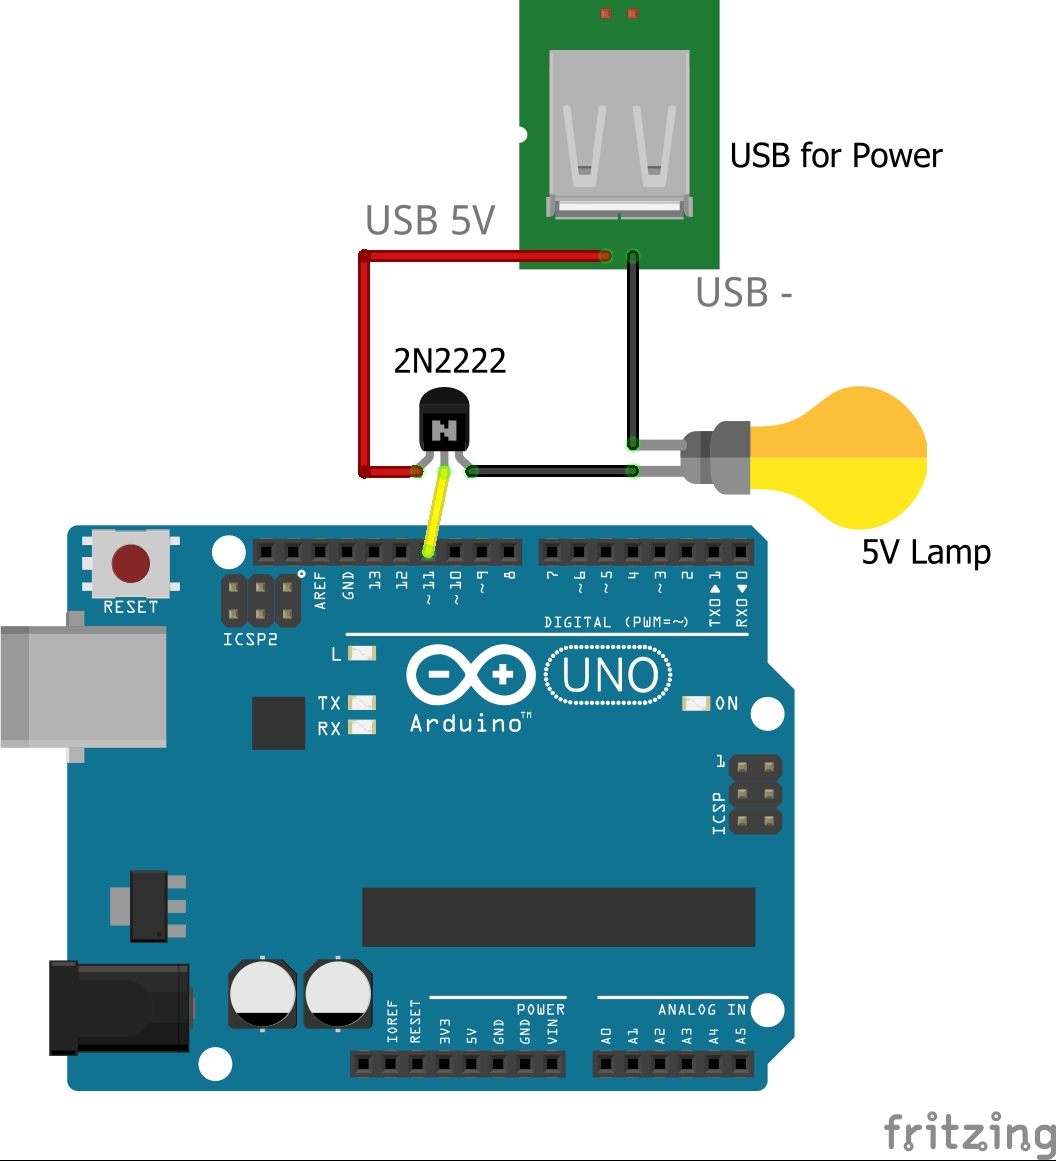 USB for Power
USB 5V
USB -
2N2222
N
5V Lamp
RESET
ICSP2
AREF
GND
13
12
~11
~10
~9
8
7
~6
~5
4
~3
2
TX0▶1
RX0◀0
DIGITAL (PWM=~)
L
TX
RX
UNO
ON
Arduino™
1
ICSP
IOREF
RESET
3V3
5V
GND
GND
VIN
POWER
ANALOG IN
A0
A1
A2
A3
A4
A5
fritzing